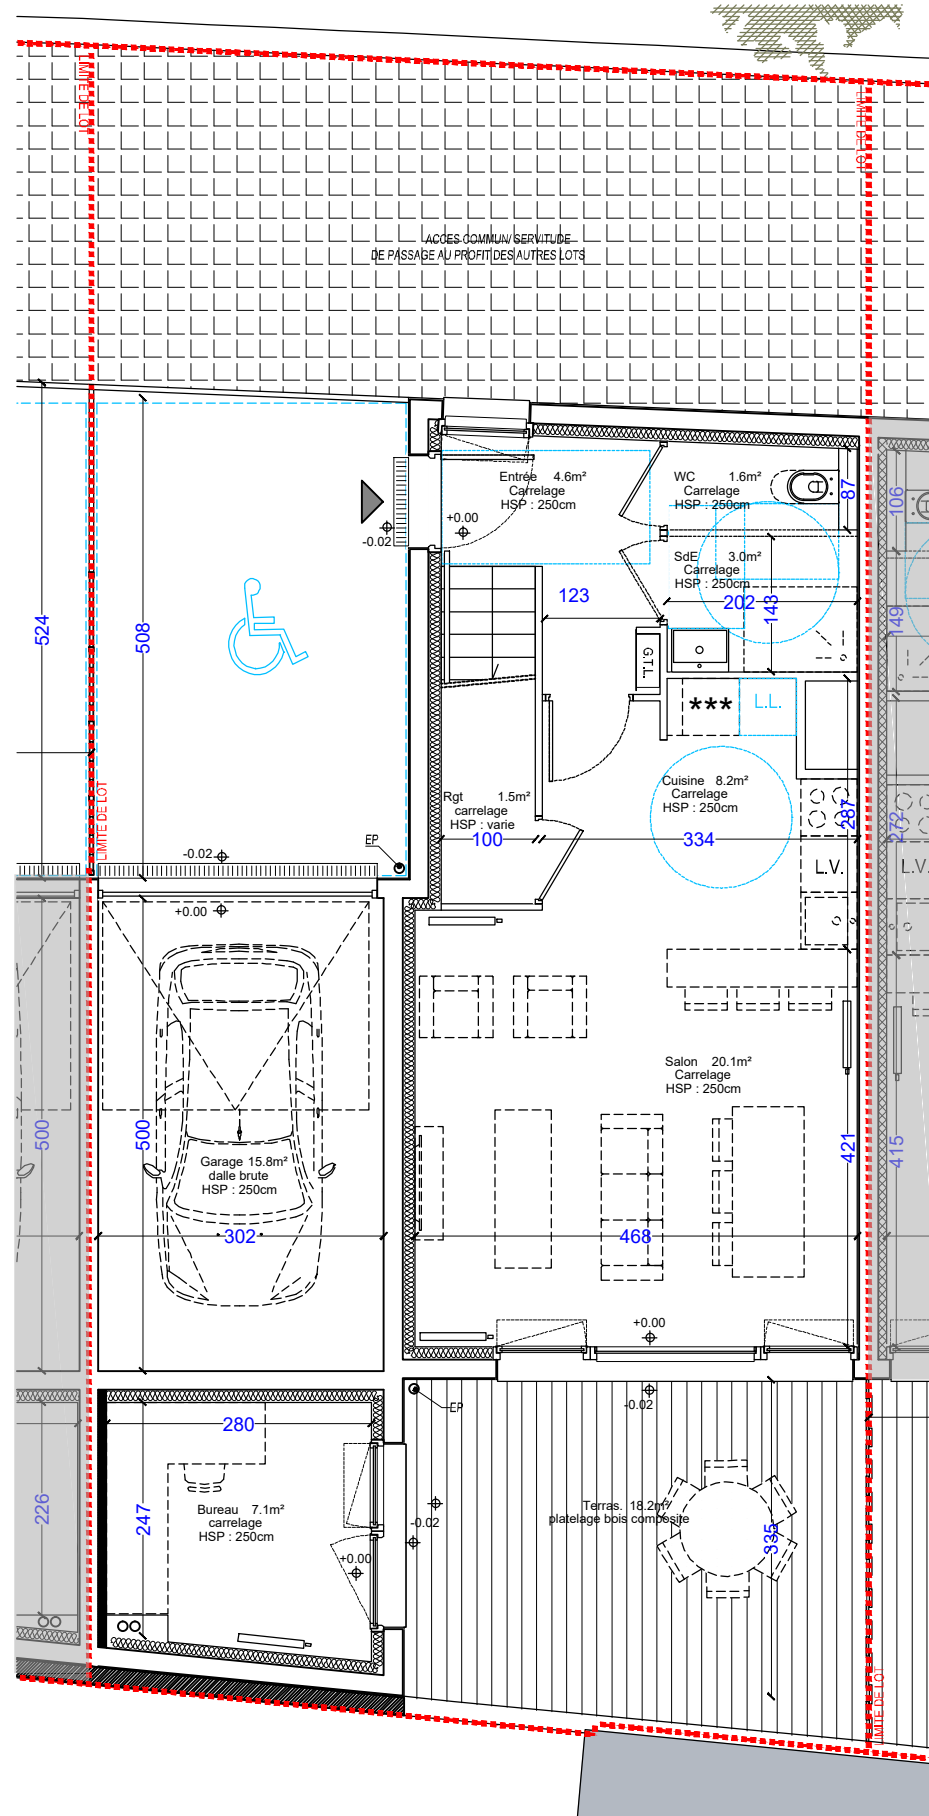 LIMITE DE LOT
LIMITE DE LOT
ACCES COMMUN/ SERVITUDE
DE PASSAGE AU PROFIT DES AUTRES LOTS
Entrée 4.6m²
Carrelage
HSP : 250cm
WC 1.6m²
Carrelage
HSP : 250cm
87
106
+0.00
-0.02
SdE 3.0m²
Carrelage
HSP : 250cm
123
202
143
149
524
508
G.T.L.
***
L.L.
Cuisine 8.2m²
Carrelage
HSP : 250cm
Rgt 1.5m²
carrelage
HSP : varie
100
334
287
272
LIMITE DE LOT
EP
-0.02
L.V.
L.V.
+0.00
Salon 20.1m²
Carrelage
HSP : 250cm
500
500
421
415
Garage 15.8m²
dalle brute
HSP : 250cm
302
468
+0.00
-0.02
EP
280
226
247
Bureau 7.1m²
carrelage
HSP : 250cm
Terras. 18.2m²
platelage bois composite
-0.02
335
+0.00
LIMITE DE LOT